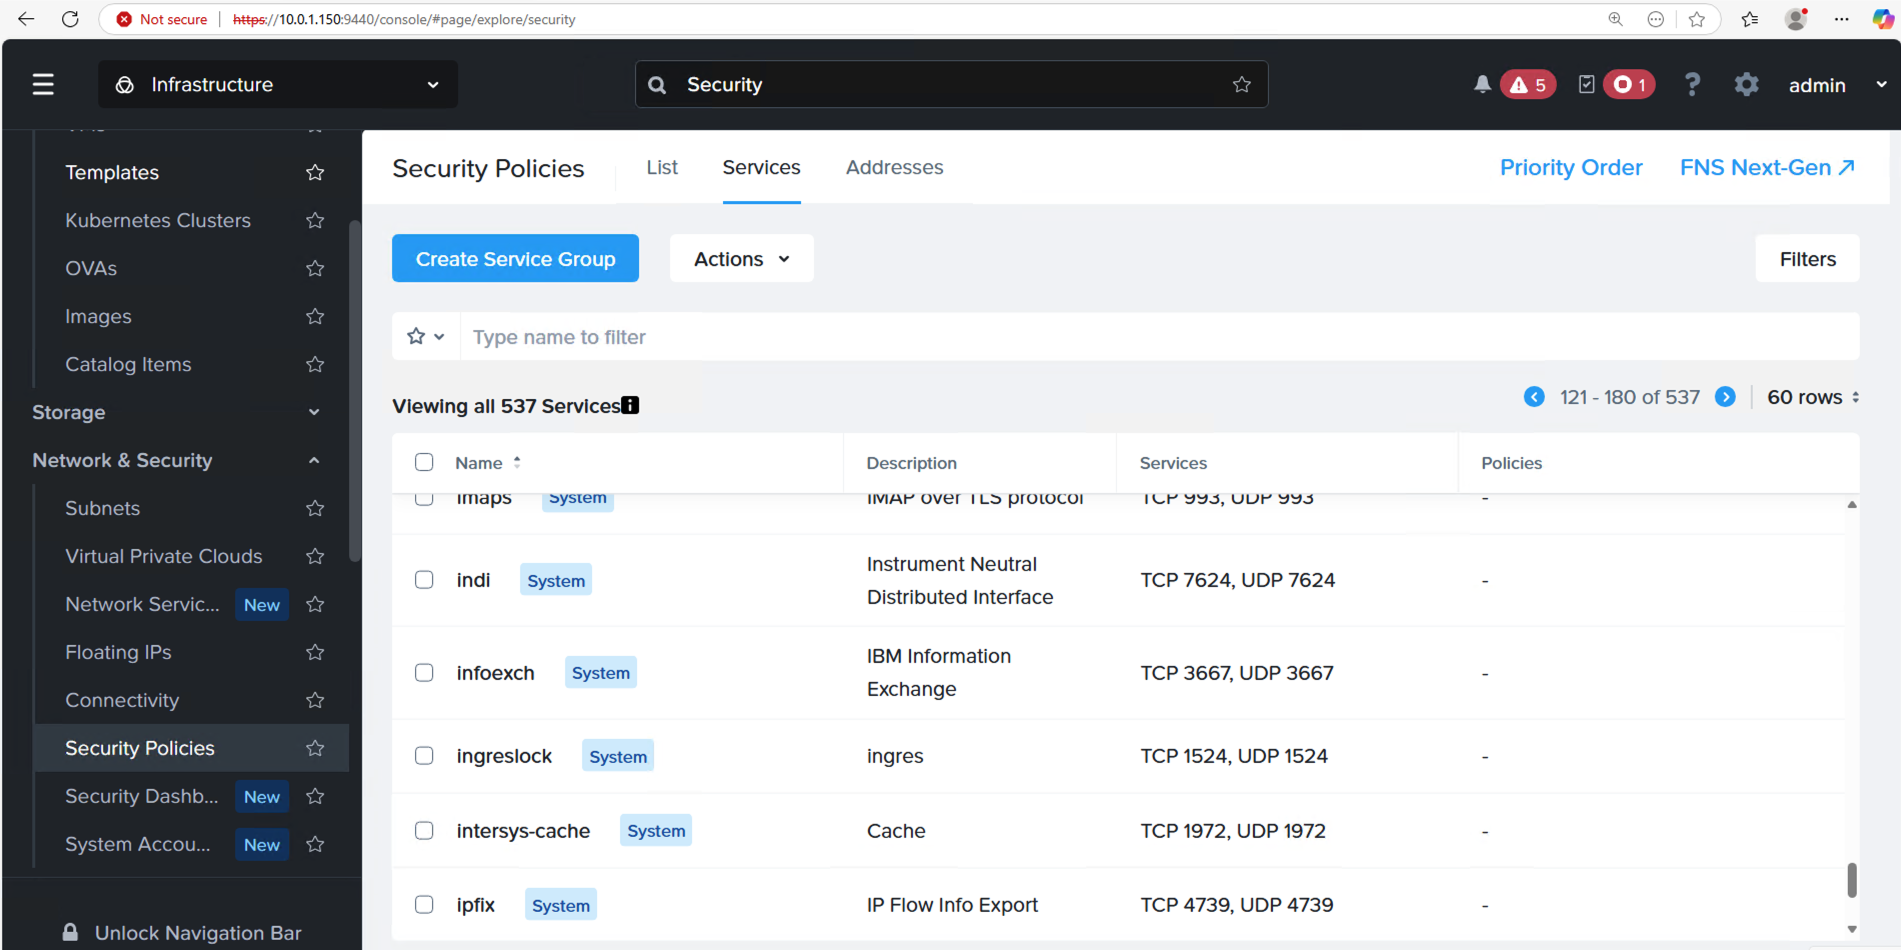 Not secure https://10.0.1.150:9440/console/#page/explore/security
Infrastructure
Security
5
1
?
admin
Templates
Kubernetes Clusters
OVAs
Images
Catalog Items
Storage
Network & Security
Subnets
Virtual Private Clouds
Network Servic... New
Floating IPs
Connectivity
Security Policies
Security Dashb... New
System Accou... New
Unlock Navigation Bar
Security Policies List Services Addresses Priority Order FNS Next-Gen
Create Service Group Actions Filters
Type name to filter
Viewing all 537 Services 121 - 180 of 537 60 rows
Name Description Services Policies
imaps System IMAP over TLS protocol TCP 993, UDP 993 -
indi System Instrument Neutral TCP 7624, UDP 7624 -
Distributed Interface
infoexch System IBM Information TCP 3667, UDP 3667 -
Exchange
ingreslock System ingres TCP 1524, UDP 1524 -
intersys-cache System Cache TCP 1972, UDP 1972 -
ipfix System IP Flow Info Export TCP 4739, UDP 4739 -